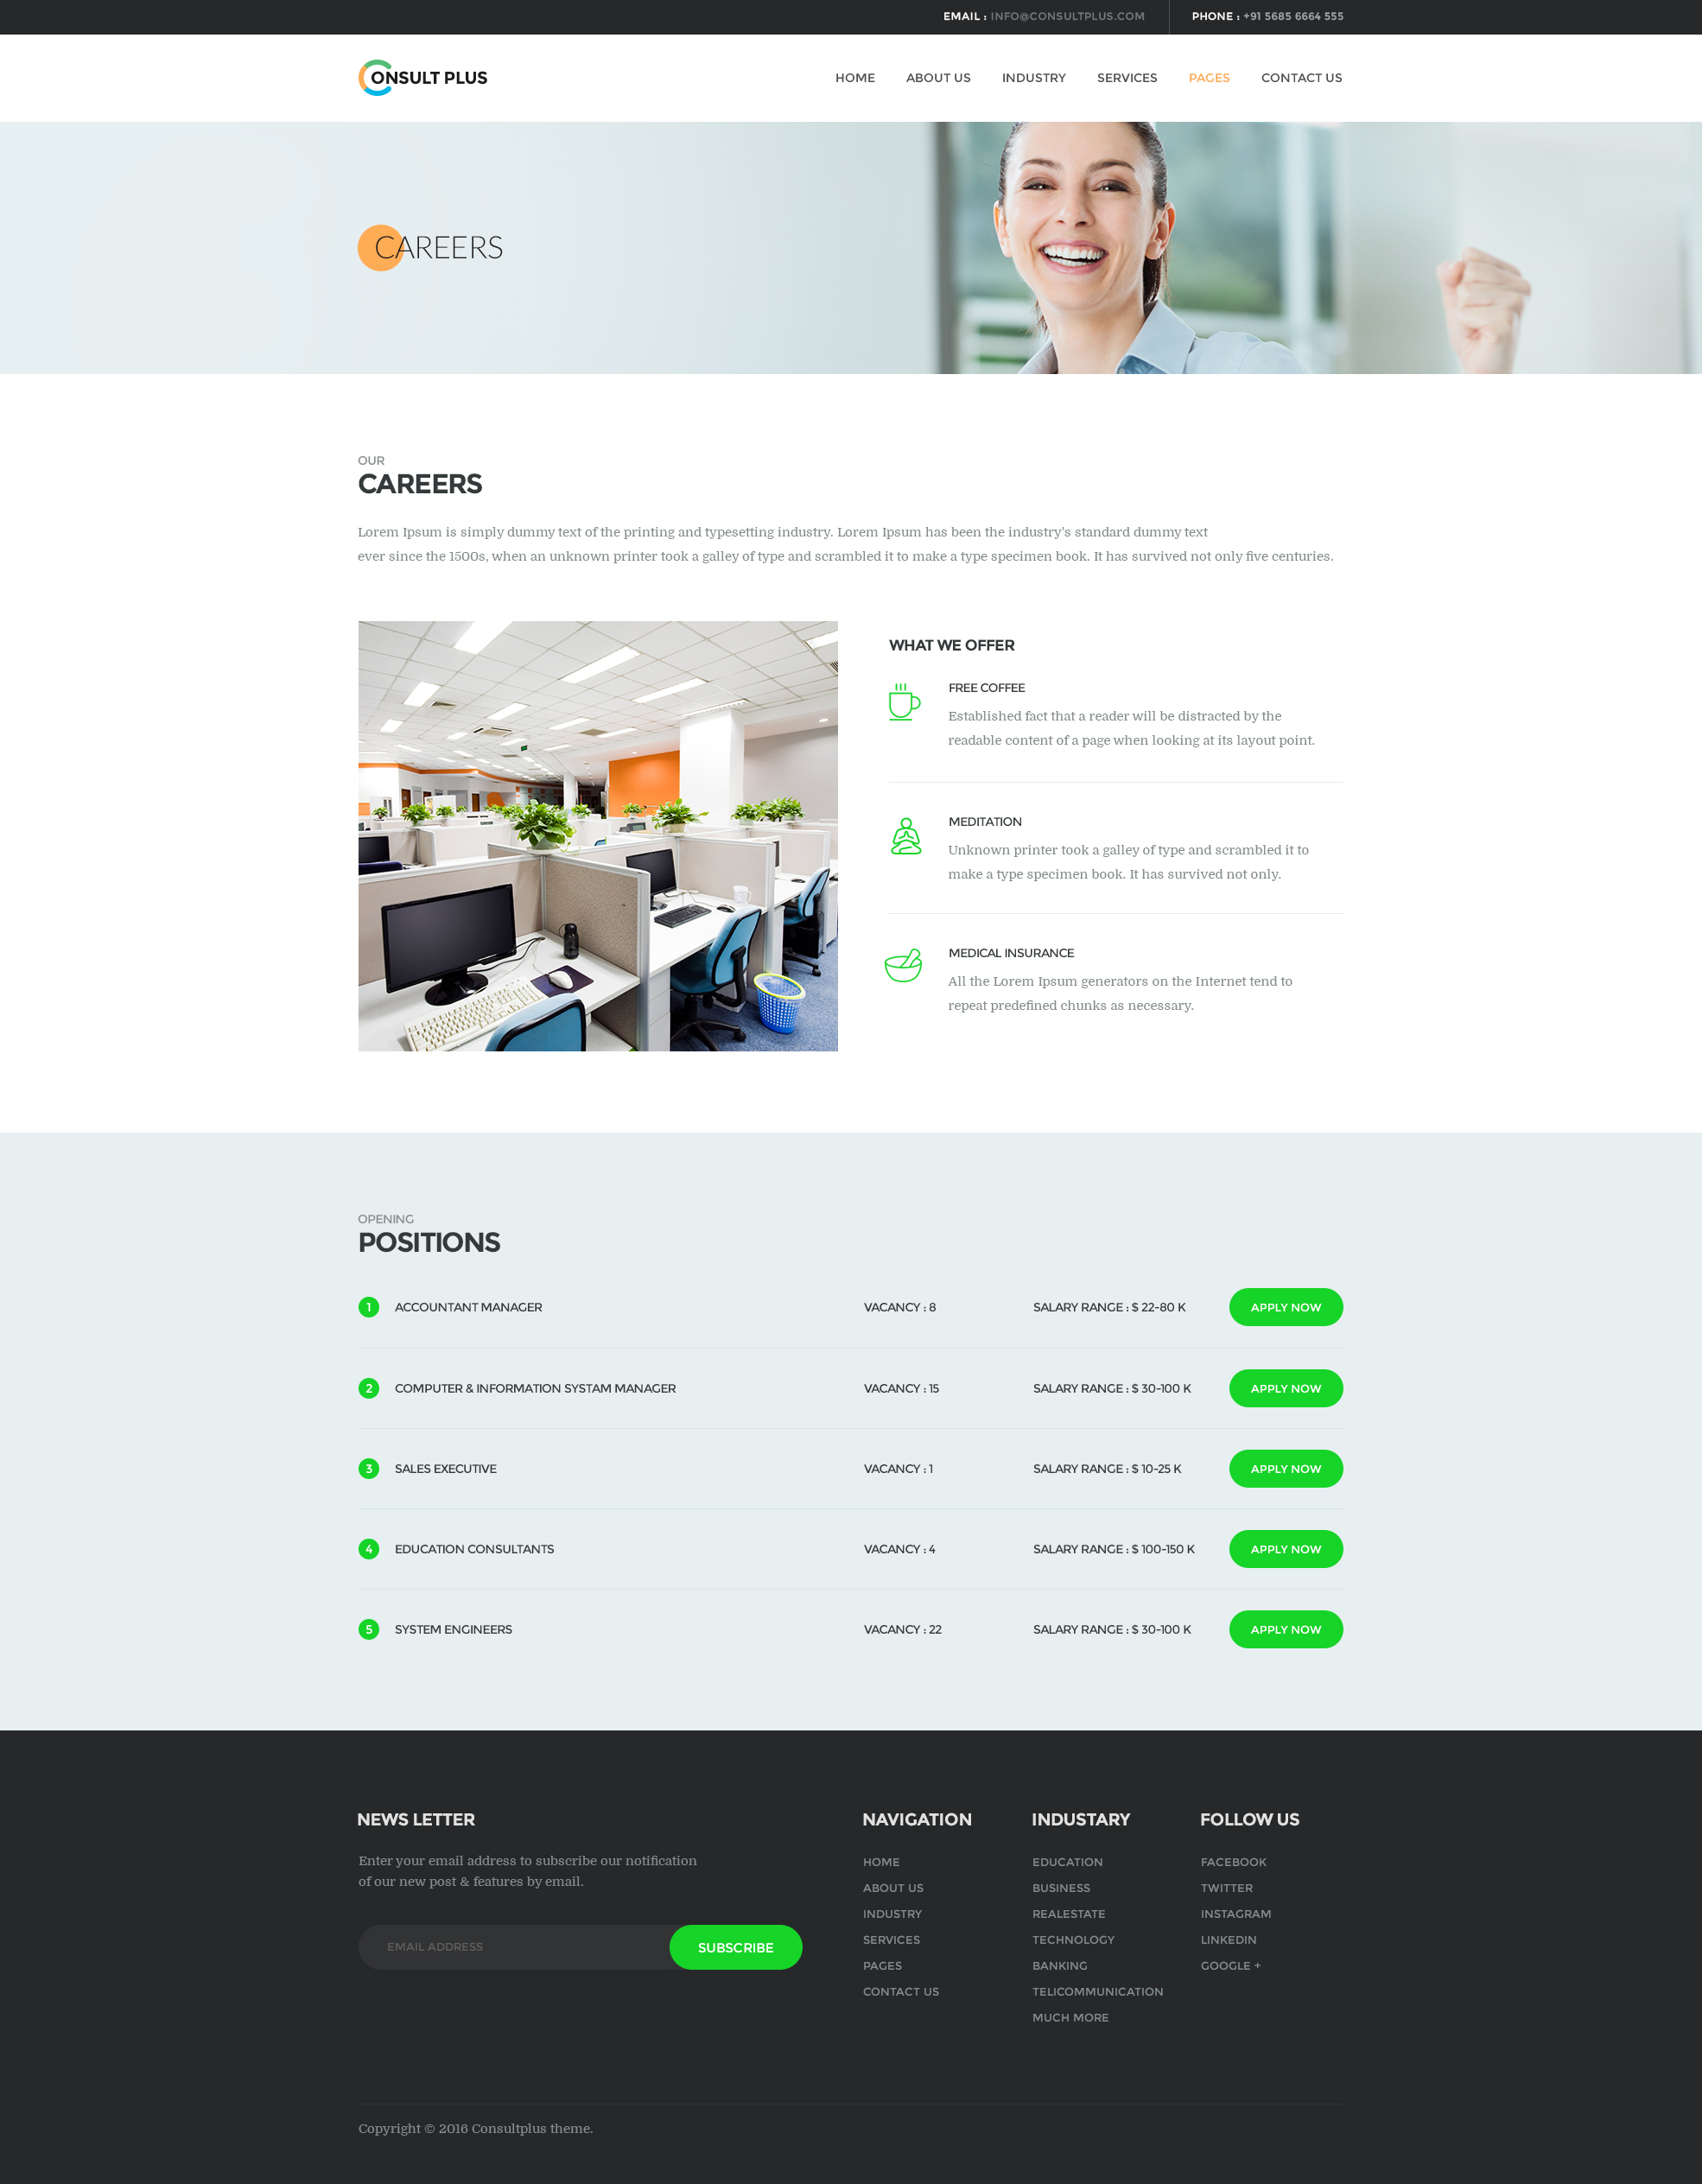 EMAIL : INFO@CONSULTPLUS.COM PHONE : +91 5685 6664 555
ONSULT PLUS
HOME ABOUT US INDUSTRY SERVICES PAGES CONTACT US
CAREERS
OUR
CAREERS
Lorem Ipsum is simply dummy text of the printing and typesetting industry. Lorem Ipsum has been the industry's standard dummy text
ever since the 1500s, when an unknown printer took a galley of type and scrambled it to make a type specimen book. It has survived not only five centuries.
WHAT WE OFFER
FREE COFFEE
Established fact that a reader will be distracted by the
readable content of a page when looking at its layout point.
MEDITATION
Unknown printer took a galley of type and scrambled it to
make a type specimen book. It has survived not only.
MEDICAL INSURANCE
All the Lorem Ipsum generators on the Internet tend to
repeat predefined chunks as necessary.
OPENING
POSITIONS
1 ACCOUNTANT MANAGER VACANCY : 8 SALARY RANGE : $ 22-80 K APPLY NOW
2 COMPUTER & INFORMATION SYSTAM MANAGER VACANCY : 15 SALARY RANGE : $ 30-100 K APPLY NOW
3 SALES EXECUTIVE VACANCY : 1 SALARY RANGE : $ 10-25 K APPLY NOW
4 EDUCATION CONSULTANTS VACANCY : 4 SALARY RANGE : $ 100-150 K APPLY NOW
5 SYSTEM ENGINEERS VACANCY : 22 SALARY RANGE : $ 30-100 K APPLY NOW
NEWS LETTER
Enter your email address to subscribe our notification
of our new post & features by email.
EMAIL ADDRESS SUBSCRIBE
NAVIGATION
HOME
ABOUT US
INDUSTRY
SERVICES
PAGES
CONTACT US
INDUSTARY
EDUCATION
BUSINESS
REALESTATE
TECHNOLOGY
BANKING
TELICOMMUNICATION
MUCH MORE
FOLLOW US
FACEBOOK
TWITTER
INSTAGRAM
LINKEDIN
GOOGLE +
Copyright © 2016 Consultplus theme.